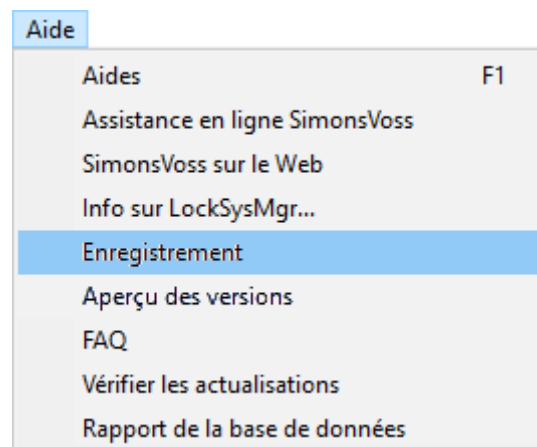 Aide
Aides F1
Assistance en ligne SimonsVoss
SimonsVoss sur le Web
Info sur LockSysMgr...
Enregistrement
Aperçu des versions
FAQ
Vérifier les actualisations
Rapport de la base de données